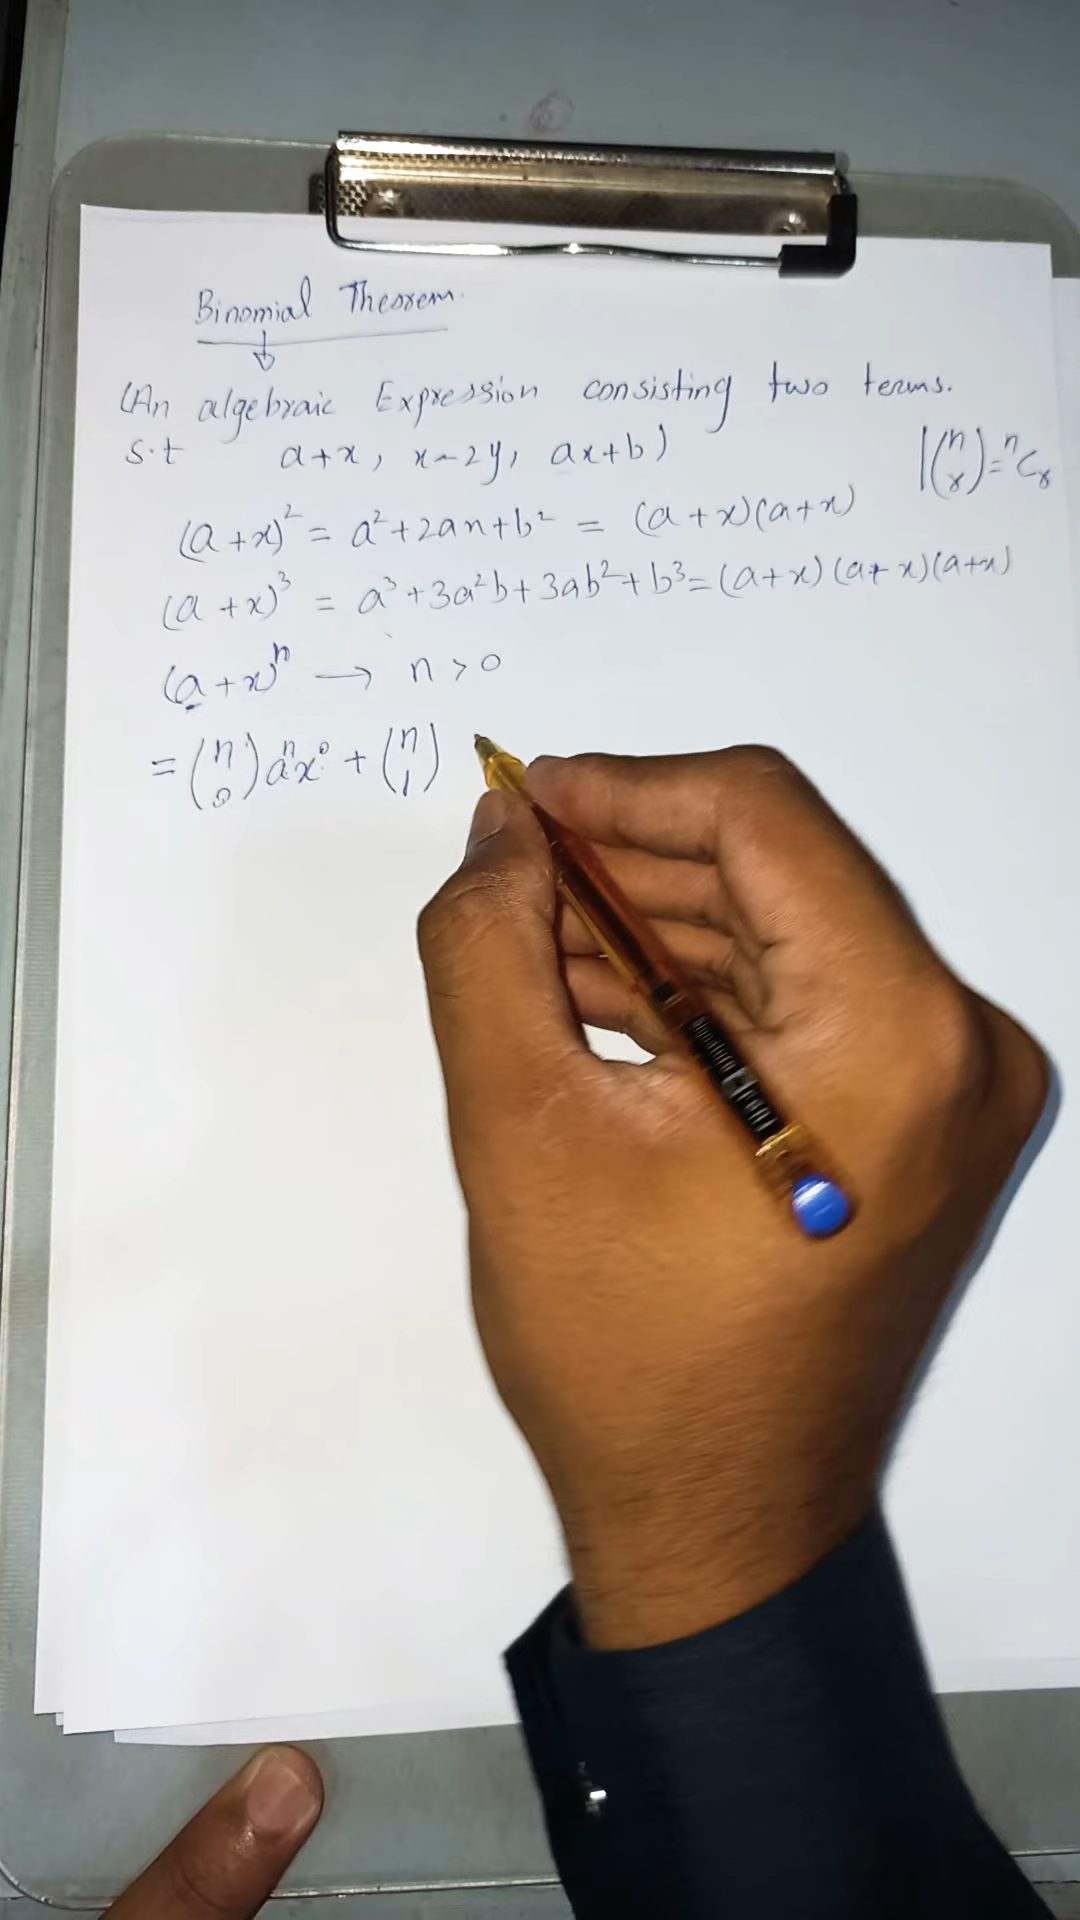 Binomial Theorem.
(An algebraic Expression consisting two terms.
s.t a+x, x-2y, ax+b)
(n r) = ⁿCᵣ
(a+x)² = a²+2ax+b² = (a+x)(a+x)
(a+x)³ = a³+3a²b+3ab²+b³ = (a+x)(a+x)(a+x)
(a+x)ⁿ → n>0
= (n 0) aⁿx⁰ + (n 1)